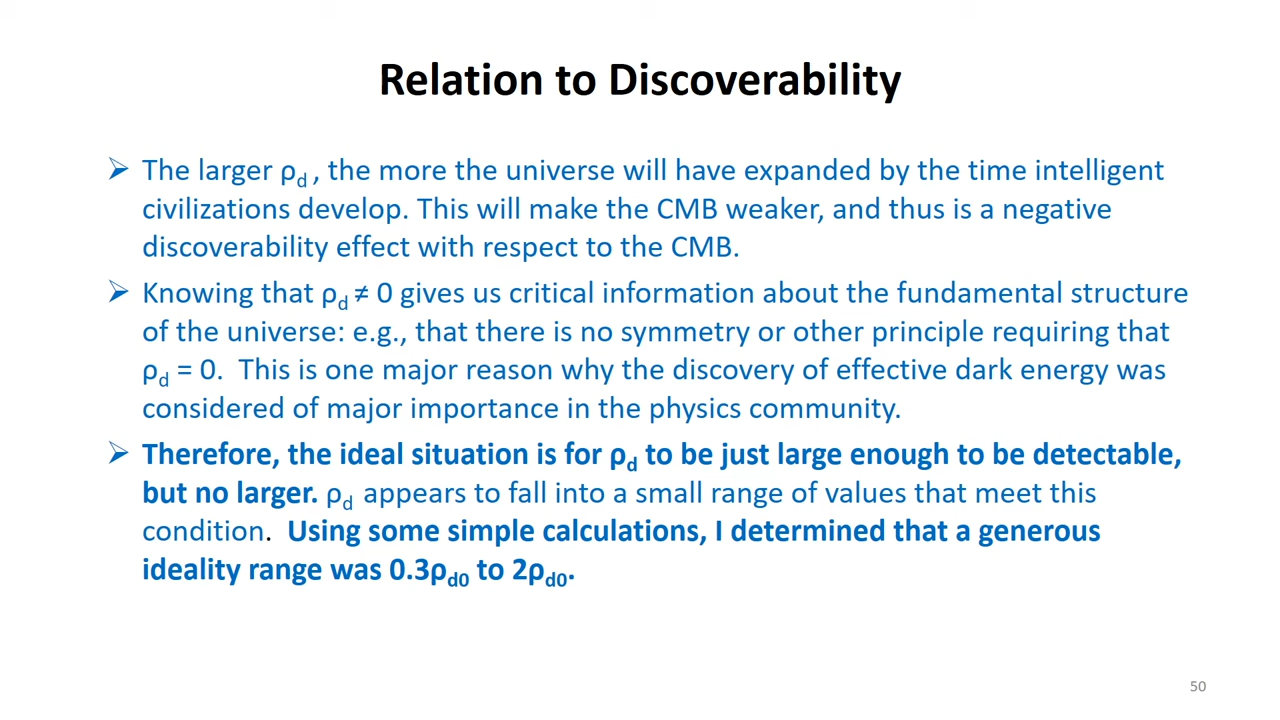 Relation to Discoverability
➢ The larger ρd , the more the universe will have expanded by the time intelligent
civilizations develop. This will make the CMB weaker, and thus is a negative
discoverability effect with respect to the CMB.
➢ Knowing that ρd ≠ 0 gives us critical information about the fundamental structure
of the universe: e.g., that there is no symmetry or other principle requiring that
ρd = 0.  This is one major reason why the discovery of effective dark energy was
considered of major importance in the physics community.
➢ Therefore, the ideal situation is for ρd to be just large enough to be detectable,
but no larger. ρd appears to fall into a small range of values that meet this
condition.  Using some simple calculations, I determined that a generous
ideality range was 0.3ρd0 to 2ρd0.
50